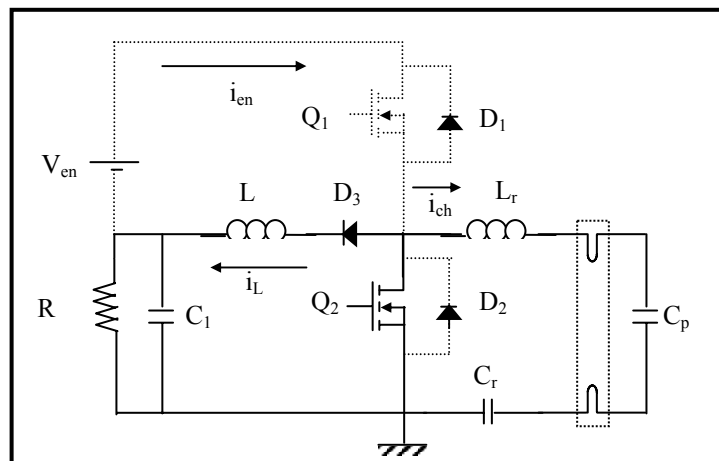 i_en
Q_1
D_1
V_en
L
D_3
i_ch
L_r
i_L
R
C_1
Q_2
D_2
C_p
C_r